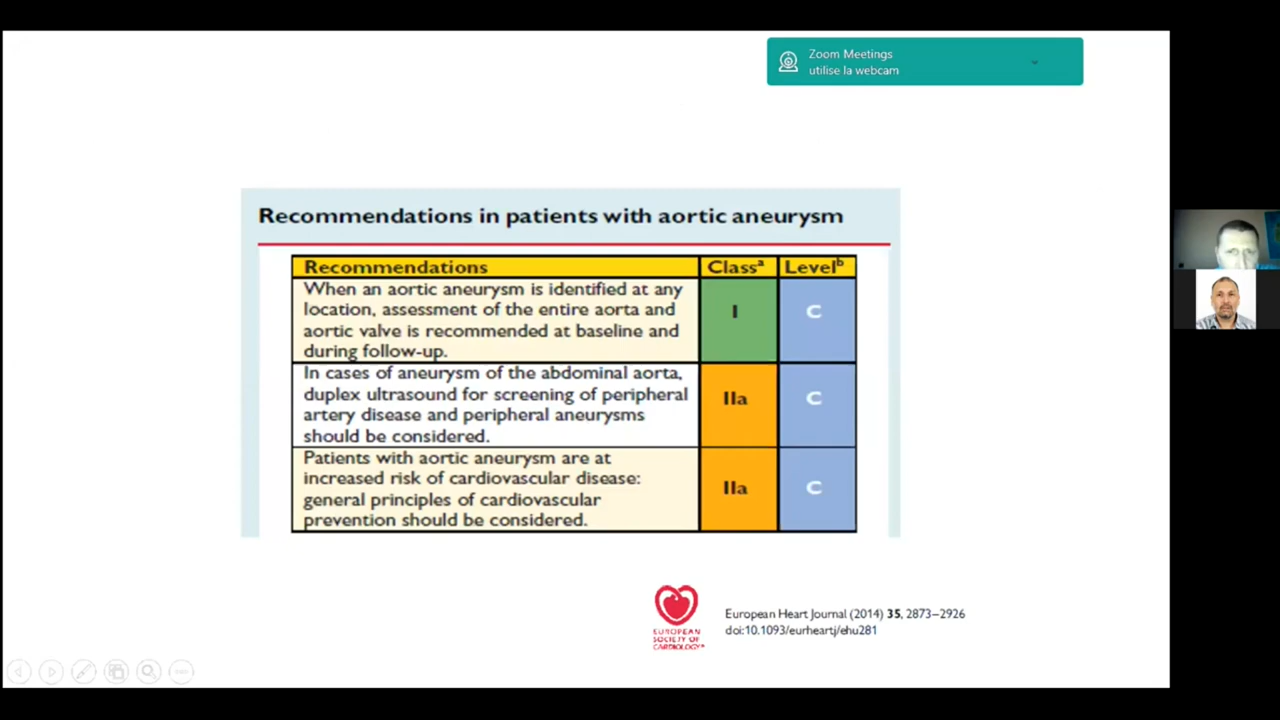 Zoom Meetings
utilise la webcam
Recommendations in patients with aortic aneurysm
Recommendations Classᵃ Levelᵇ
When an aortic aneurysm is identified at any
location, assessment of the entire aorta and
aortic valve is recommended at baseline and
during follow-up.
I C
In cases of aneurysm of the abdominal aorta,
duplex ultrasound for screening of peripheral
artery disease and peripheral aneurysms
should be considered.
IIa C
Patients with aortic aneurysm are at
increased risk of cardiovascular disease:
general principles of cardiovascular
prevention should be considered.
IIa C
EUROPEAN
SOCIETY OF
CARDIOLOGY®
European Heart Journal (2014) 35, 2873–2926
doi:10.1093/eurheartj/ehu281